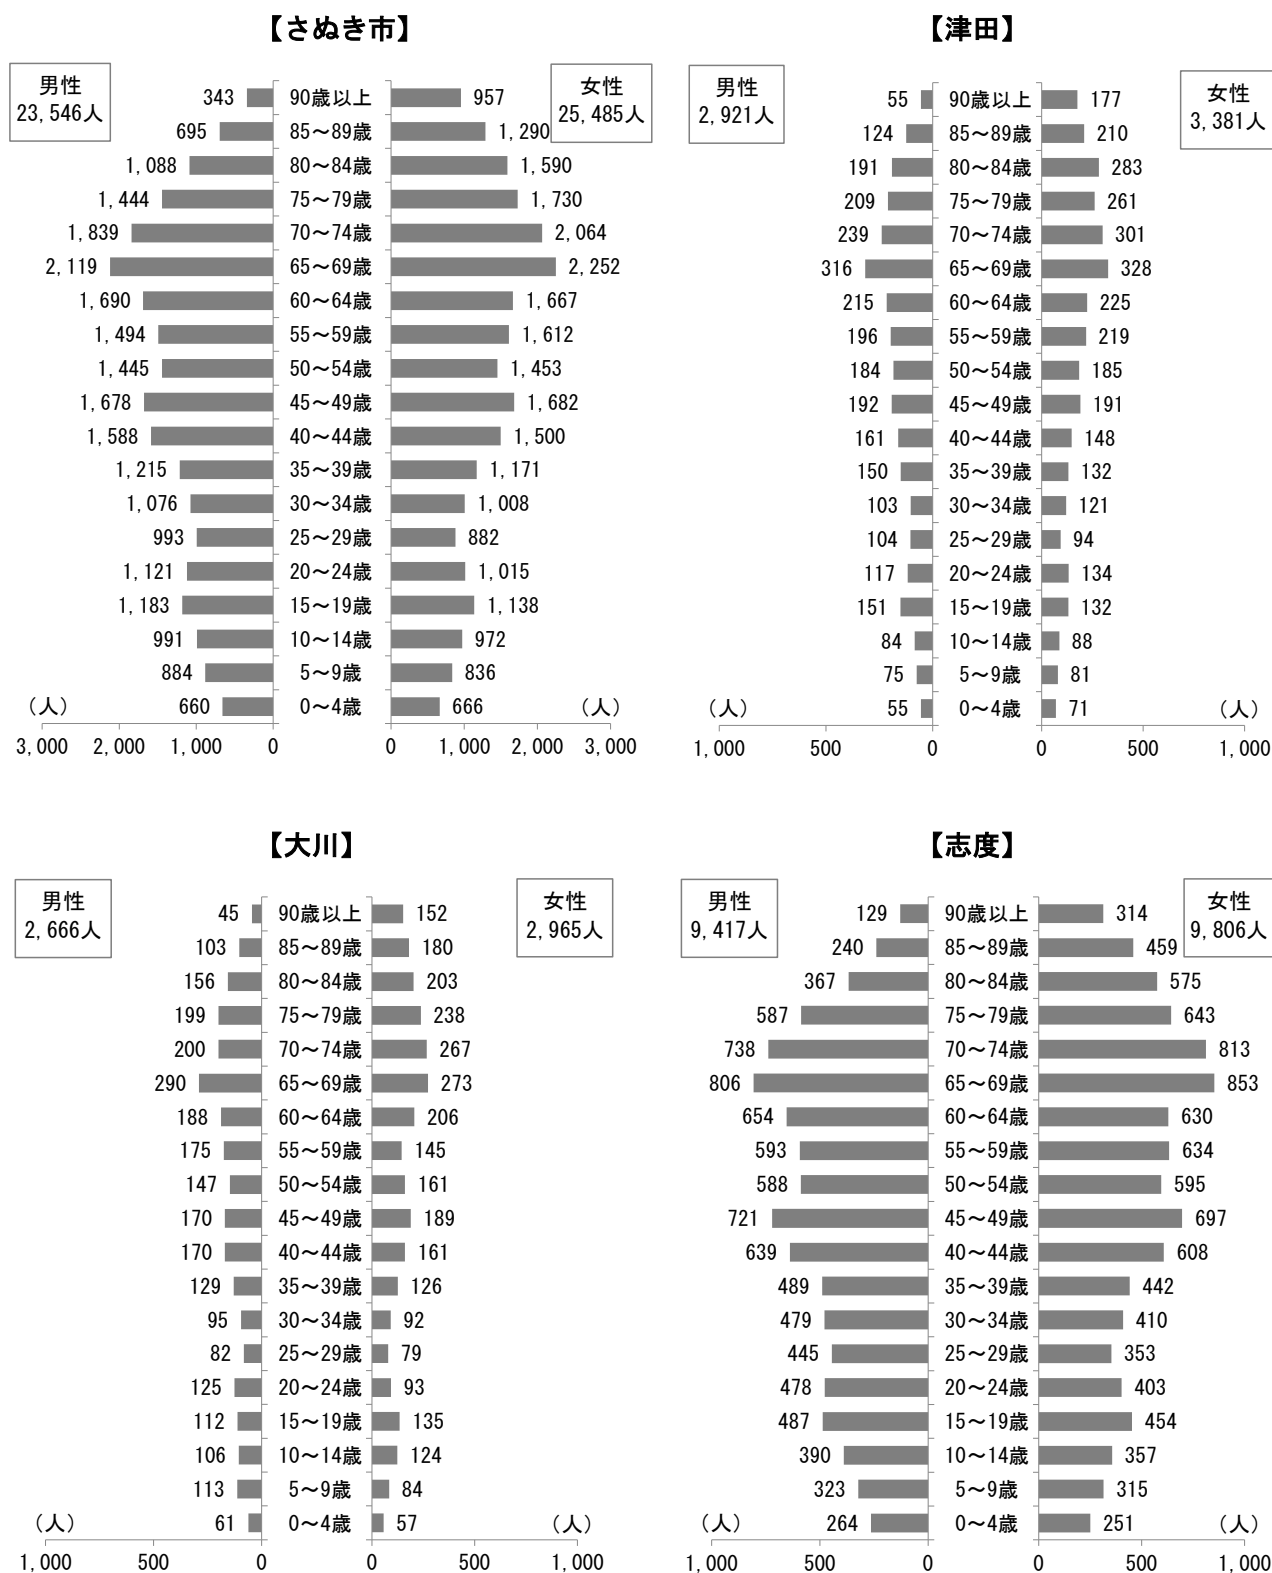 【さぬき市】
男性
23,546人
女性
25,485人
343 90歳以上 957
695 85～89歳 1,290
1,088 80～84歳 1,590
1,444 75～79歳 1,730
1,839 70～74歳 2,064
2,119 65～69歳 2,252
1,690 60～64歳 1,667
1,494 55～59歳 1,612
1,445 50～54歳 1,453
1,678 45～49歳 1,682
1,588 40～44歳 1,500
1,215 35～39歳 1,171
1,076 30～34歳 1,008
993 25～29歳 882
1,121 20～24歳 1,015
1,183 15～19歳 1,138
991 10～14歳 972
884 5～9歳 836
（人） 660 0～4歳 666 （人）
3,000 2,000 1,000 0 0 1,000 2,000 3,000
【津田】
男性
2,921人
女性
3,381人
55 90歳以上 177
124 85～89歳 210
191 80～84歳 283
209 75～79歳 261
239 70～74歳 301
316 65～69歳 328
215 60～64歳 225
196 55～59歳 219
184 50～54歳 185
192 45～49歳 191
161 40～44歳 148
150 35～39歳 132
103 30～34歳 121
104 25～29歳 94
117 20～24歳 134
151 15～19歳 132
84 10～14歳 88
75 5～9歳 81
（人） 55 0～4歳 71 （人）
1,000 500 0 0 500 1,000
【大川】
男性
2,666人
女性
2,965人
45 90歳以上 152
103 85～89歳 180
156 80～84歳 203
199 75～79歳 238
200 70～74歳 267
290 65～69歳 273
188 60～64歳 206
175 55～59歳 145
147 50～54歳 161
170 45～49歳 189
170 40～44歳 161
129 35～39歳 126
95 30～34歳 92
82 25～29歳 79
125 20～24歳 93
112 15～19歳 135
106 10～14歳 124
113 5～9歳 84
（人） 61 0～4歳 57 （人）
1,000 500 0 0 500 1,000
【志度】
男性
9,417人
女性
9,806人
129 90歳以上 314
240 85～89歳 459
367 80～84歳 575
587 75～79歳 643
738 70～74歳 813
806 65～69歳 853
654 60～64歳 630
593 55～59歳 634
588 50～54歳 595
721 45～49歳 697
639 40～44歳 608
489 35～39歳 442
479 30～34歳 410
445 25～29歳 353
478 20～24歳 403
487 15～19歳 454
390 10～14歳 357
323 5～9歳 315
（人） 264 0～4歳 251 （人）
1,000 500 0 0 500 1,000